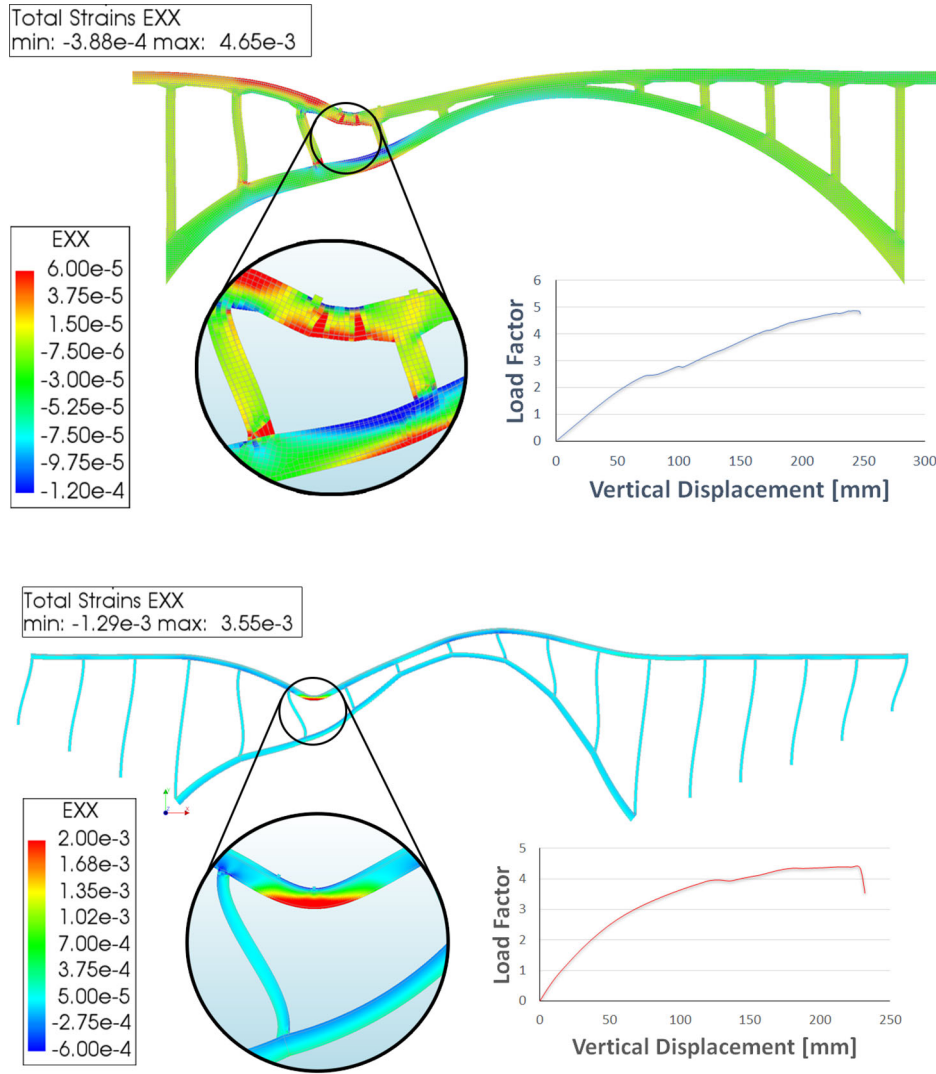 Total Strains EXX
min: -3.88e-4 max: 4.65e-3
EXX
6.00e-5
3.75e-5
1.50e-5
-7.50e-6
-3.00e-5
-5.25e-5
-7.50e-5
-9.75e-5
-1.20e-4
Load Factor
6
5
4
3
2
1
0
0 50 100 150 200 250 300
Vertical Displacement [mm]
Total Strains EXX
min: -1.29e-3 max: 3.55e-3
EXX
2.00e-3
1.68e-3
1.35e-3
1.02e-3
7.00e-4
3.75e-4
5.00e-5
-2.75e-4
-6.00e-4
Load Factor
5
4
3
2
1
0
0 50 100 150 200 250
Vertical Displacement [mm]